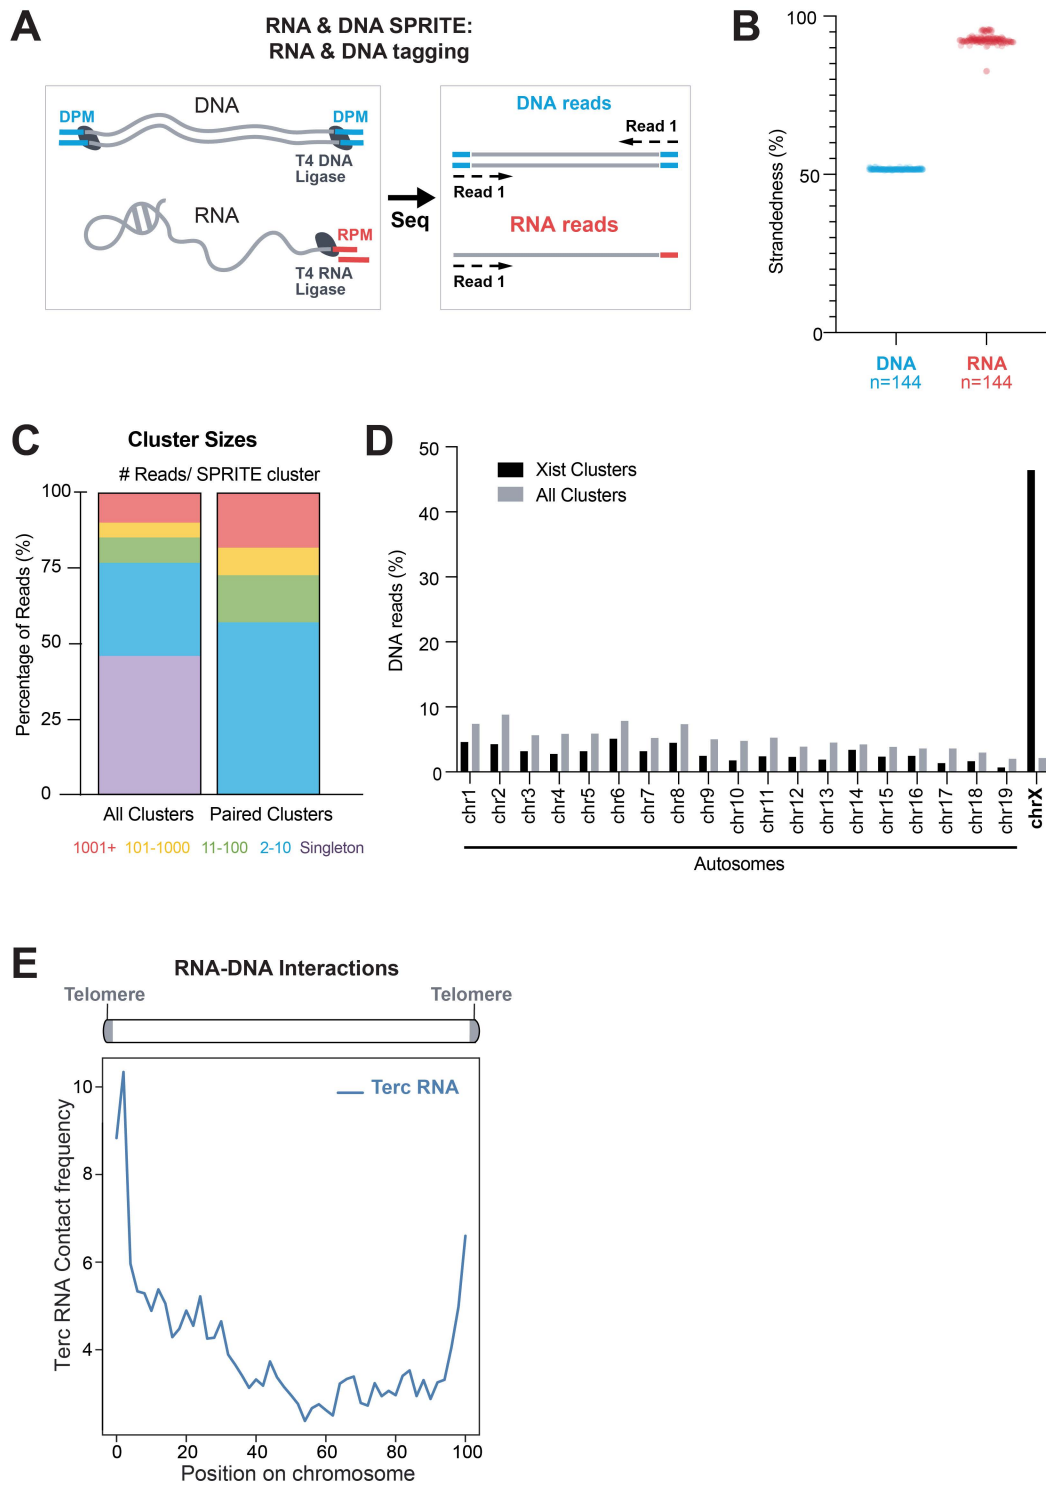 A
RNA & DNA SPRITE:
RNA & DNA tagging
DPM
DNA
DPM
T4 DNA
Ligase
RNA
RPM
T4 RNA
Ligase
Seq
DNA reads
Read 1
Read 1
RNA reads
Read 1
B
Strandedness (%)
100
50
0
DNA
n=144
RNA
n=144
C
Cluster Sizes
# Reads/ SPRITE cluster
Percentage of Reads (%)
100
75
50
25
0
All Clusters
Paired Clusters
1001+ 101-1000 11-100 2-10 Singleton
D
DNA reads (%)
50
40
30
20
10
0
Xist Clusters
All Clusters
chr1
chr2
chr3
chr4
chr5
chr6
chr7
chr8
chr9
chr10
chr11
chr12
chr13
chr14
chr15
chr16
chr17
chr18
chr19
chrX
Autosomes
E
RNA-DNA Interactions
Telomere
Telomere
Terc RNA
Terc RNA Contact frequency
10
8
6
4
0 20 40 60 80 100
Position on chromosome